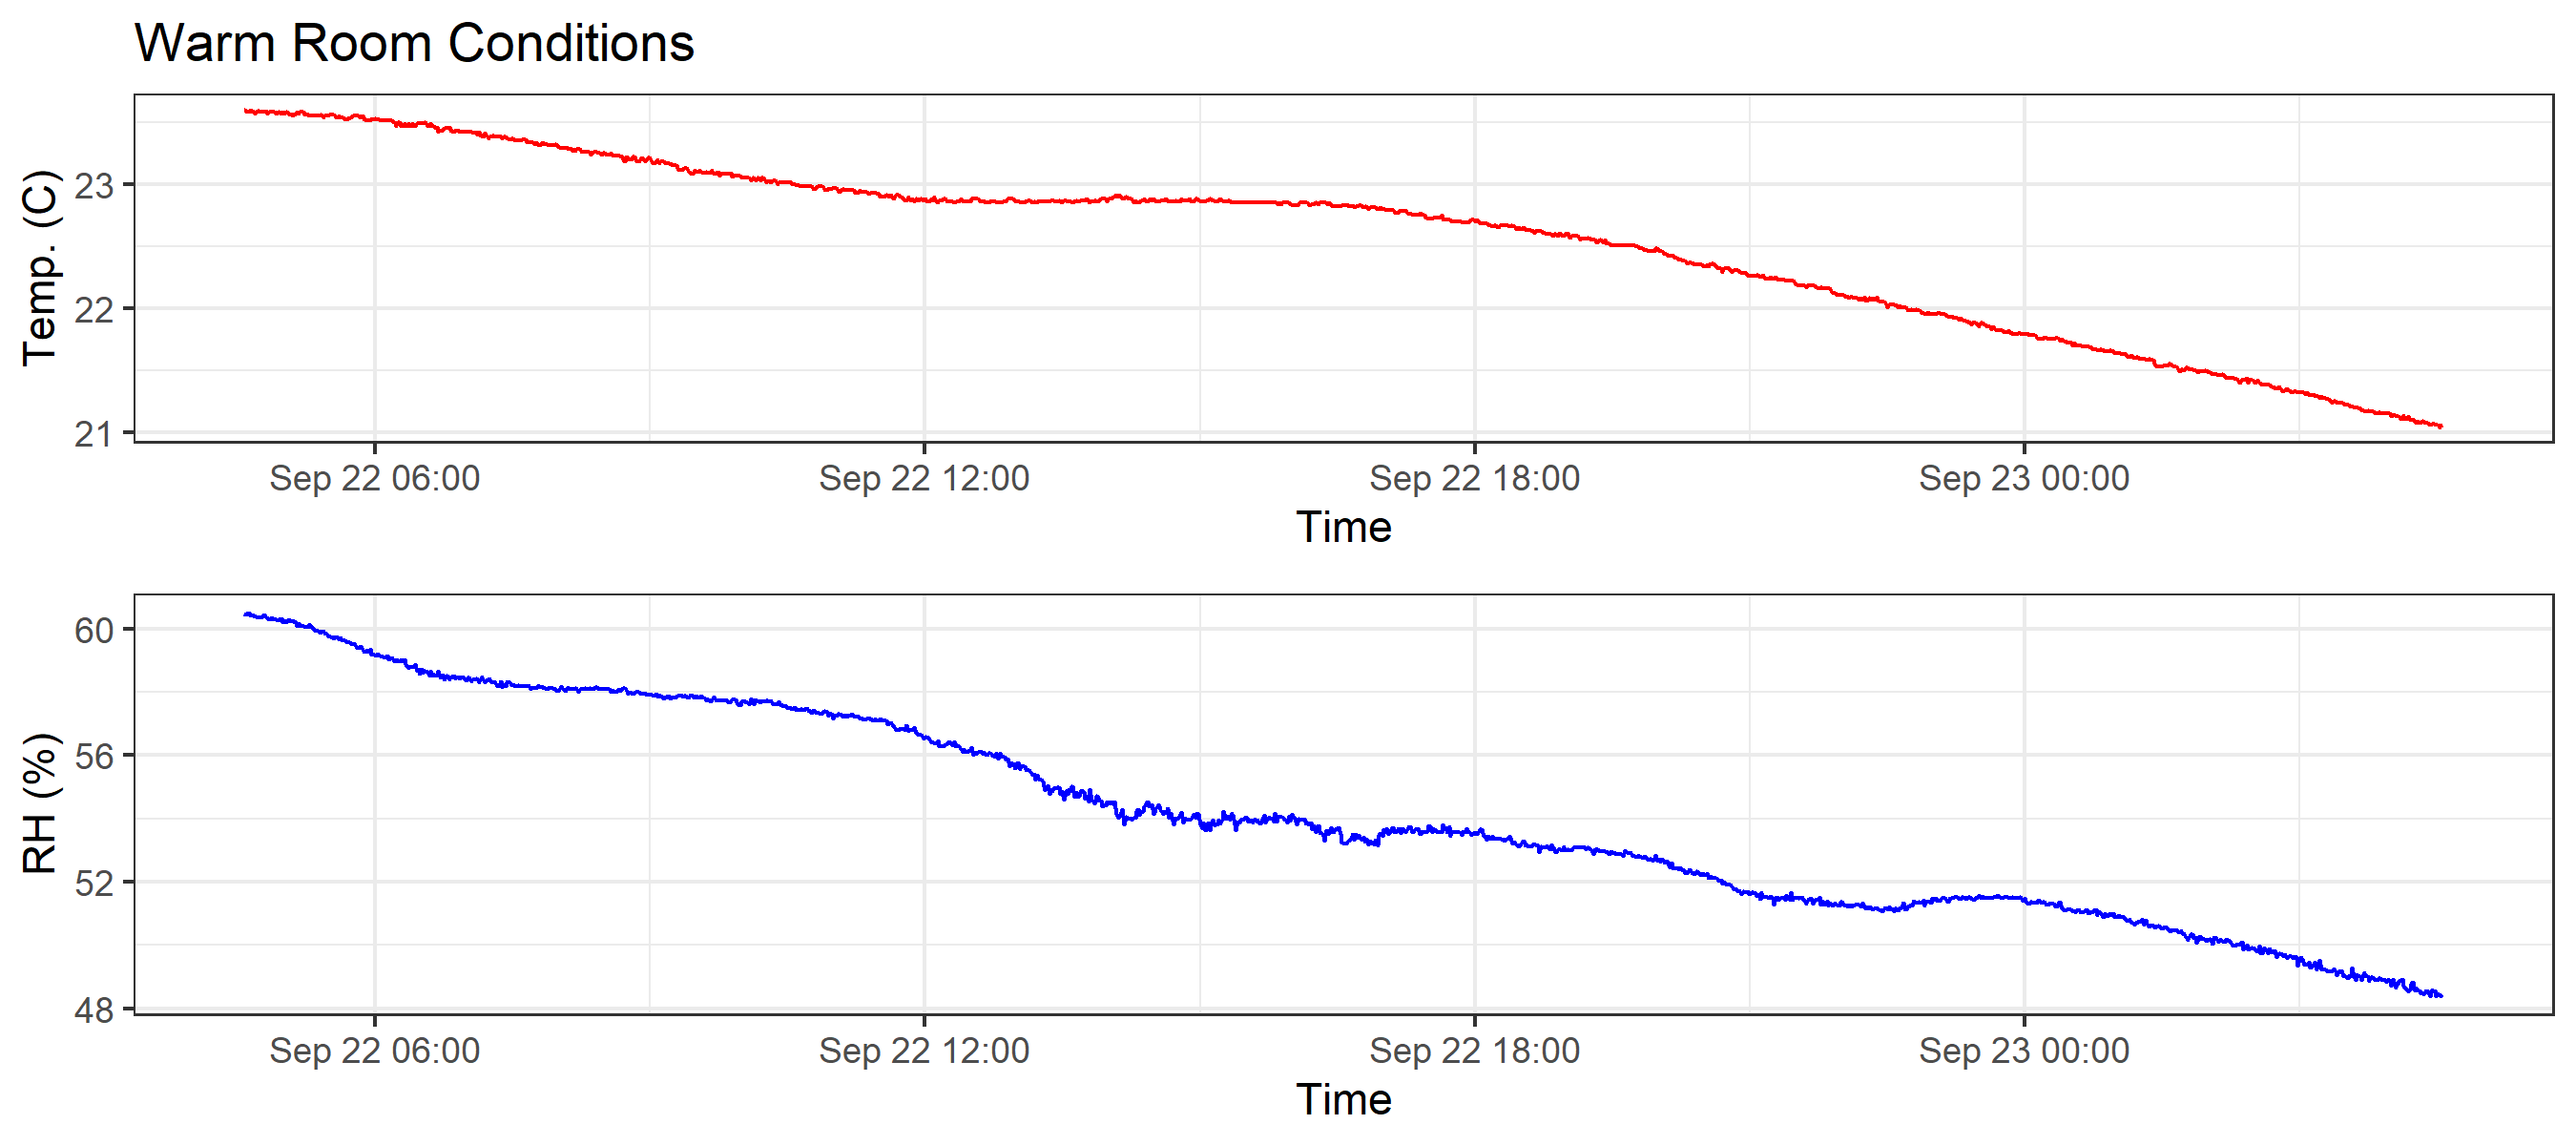 Warm Room Conditions
Temp. (C)
23
22
21
Sep 22 06:00 Sep 22 12:00 Sep 22 18:00 Sep 23 00:00
Time
RH (%)
60
56
52
48
Sep 22 06:00 Sep 22 12:00 Sep 22 18:00 Sep 23 00:00
Time